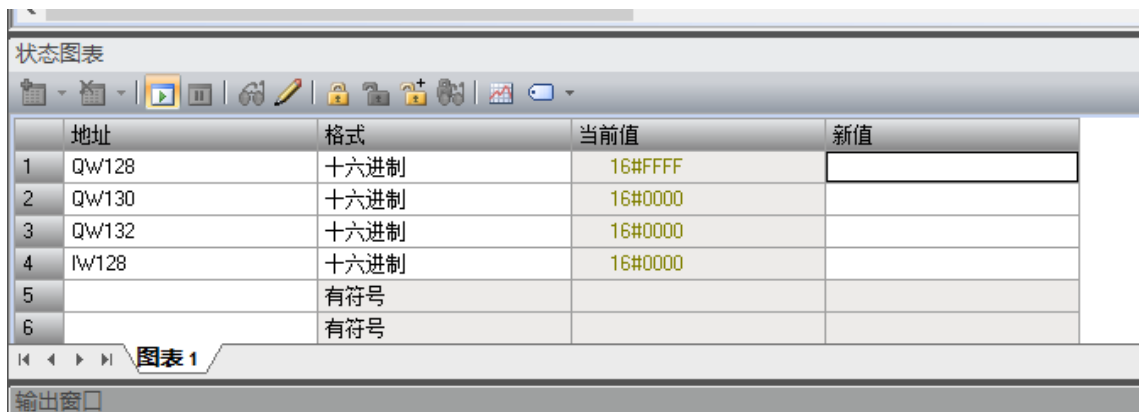 状态图表
地址 格式 当前值 新值
1 QW128 十六进制 16#FFFF
2 QW130 十六进制 16#0000
3 QW132 十六进制 16#0000
4 IW128 十六进制 16#0000
5 有符号
6 有符号
图表 1
输出窗口